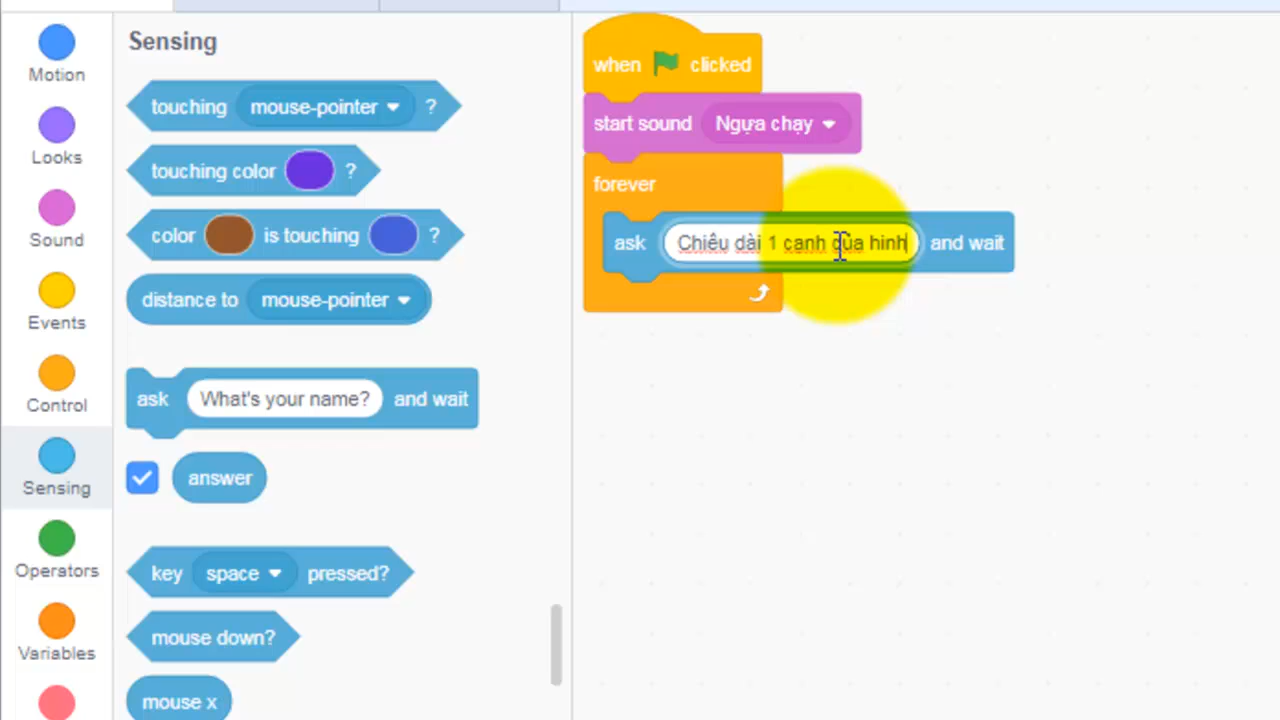 Sensing
Motion
Looks
Sound
Events
Control
Sensing
Operators
Variables
touching mouse-pointer ?
touching color ?
color is touching ?
distance to mouse-pointer
ask What's your name? and wait
answer
key space pressed?
mouse down?
mouse x
when clicked
start sound Ngựa chạy
forever
ask Chiều dài 1 cạnh của hình and wait